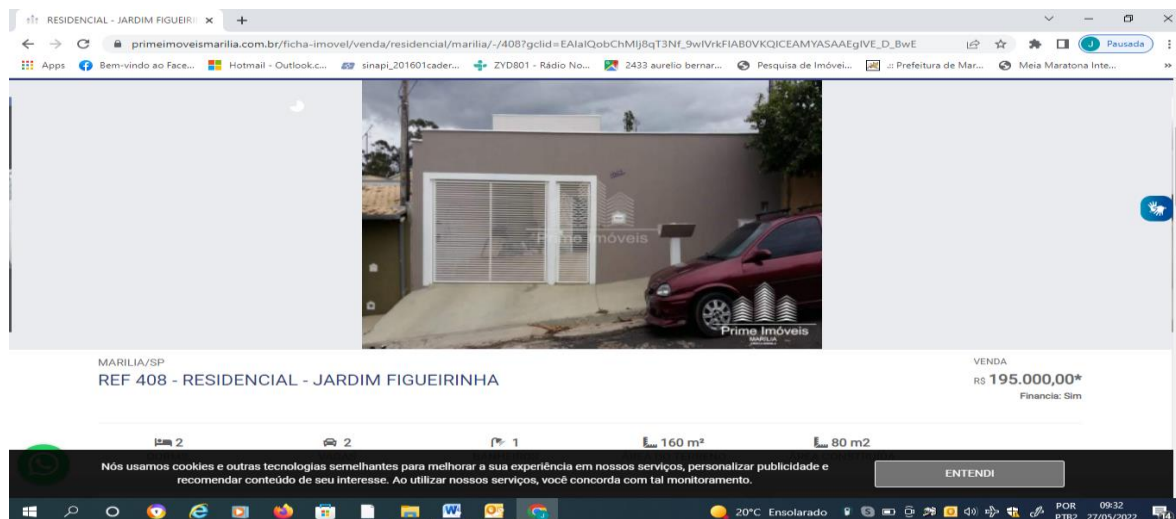 RESIDENCIAL - JARDIM FIGUEIRI
primeimoveismarilia.com.br/ficha-imovel/venda/residencial/marilia/-/408?gclid=EAIaIQobChMIj8qT3Nf_9wIVrkFIAB0VKQICEAMYASAAEgIVE_D_BwE
J Pausada
Apps Bem-vindo ao Face... Hotmail - Outlook.c... sinapi_201601cader... ZYD801 - Rádio No... 2433 aurelio bernar... Pesquisa de Imóvei... .:: Prefeitura de Mar... Meia Maratona Inte... »
Prime Imóveis
Prime Imóveis
MARILIA
MARILIA/SP
VENDA
REF 408 - RESIDENCIAL - JARDIM FIGUEIRINHA
R$ 195.000,00*
Financia: Sim
2 2 1 160 m² 80 m2
Nós usamos cookies e outras tecnologias semelhantes para melhorar a sua experiência em nossos serviços, personalizar publicidade e
recomendar conteúdo de seu interesse. Ao utilizar nossos serviços, você concorda com tal monitoramento.
ENTENDI
20°C Ensolarado
POR
PTB2
09:32
27/05/2022
14